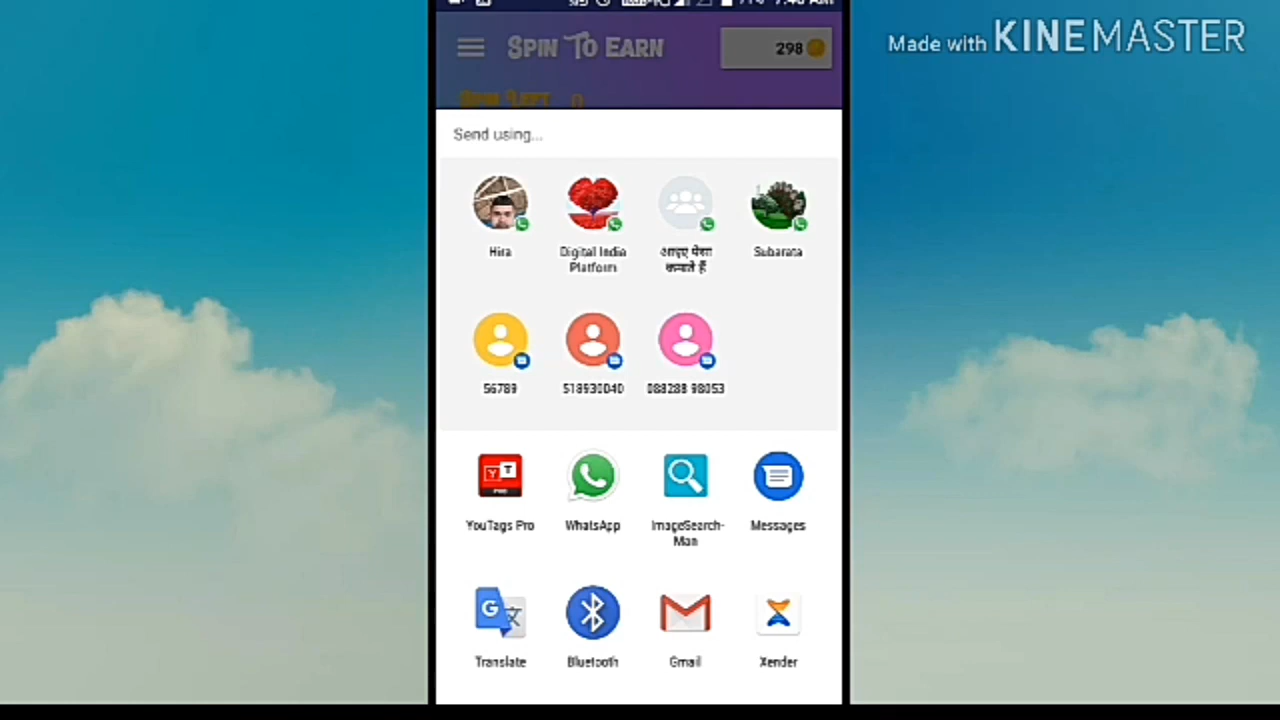 Made with KINEMASTER
SPIN TO EARN
298
Send using...
Hira
Digital India
Platform
Subarata
आइए पैसा
कमाते हैं
56789
518930040
088288 98053
YouTags Pro
WhatsApp
ImageSearch-
Man
Messages
Translate
Bluetooth
Gmail
Xender